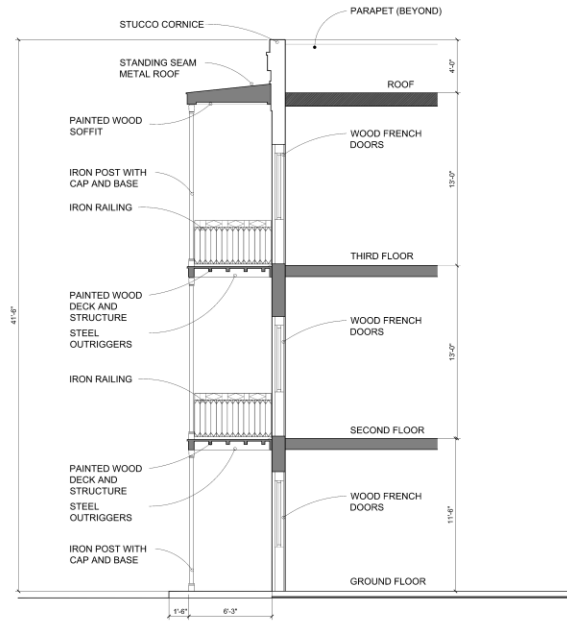 PARAPET (BEYOND)
STUCCO CORNICE
4'-0"
STANDING SEAM
METAL ROOF
ROOF
PAINTED WOOD
SOFFIT
WOOD FRENCH
DOORS
IRON POST WITH
CAP AND BASE
13'-0"
IRON RAILING
THIRD FLOOR
PAINTED WOOD
DECK AND
STRUCTURE
41'-6"
WOOD FRENCH
DOORS
STEEL
OUTRIGGERS
13'-0"
IRON RAILING
SECOND FLOOR
PAINTED WOOD
DECK AND
STRUCTURE
WOOD FRENCH
DOORS
STEEL
OUTRIGGERS
11'-6"
IRON POST WITH
CAP AND BASE
GROUND FLOOR
1'-6"
6'-3"